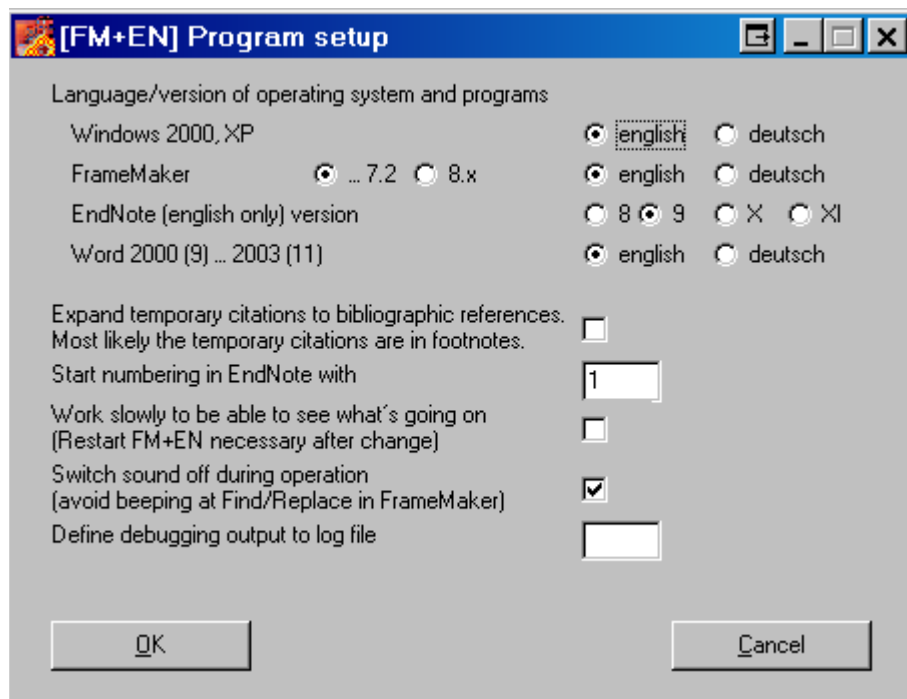 [FM+EN] Program setup
Language/version of operating system and programs
Windows 2000, XP english deutsch
FrameMaker ... 7.2 8.x english deutsch
EndNote (english only) version 8 9 X XI
Word 2000 (9) ... 2003 (11) english deutsch
Expand temporary citations to bibliographic references.
Most likely the temporary citations are in footnotes.
Start numbering in EndNote with 1
Work slowly to be able to see what´s going on
(Restart FM+EN necessary after change)
Switch sound off during operation
(avoid beeping at Find/Replace in FrameMaker)
Define debugging output to log file
OK Cancel